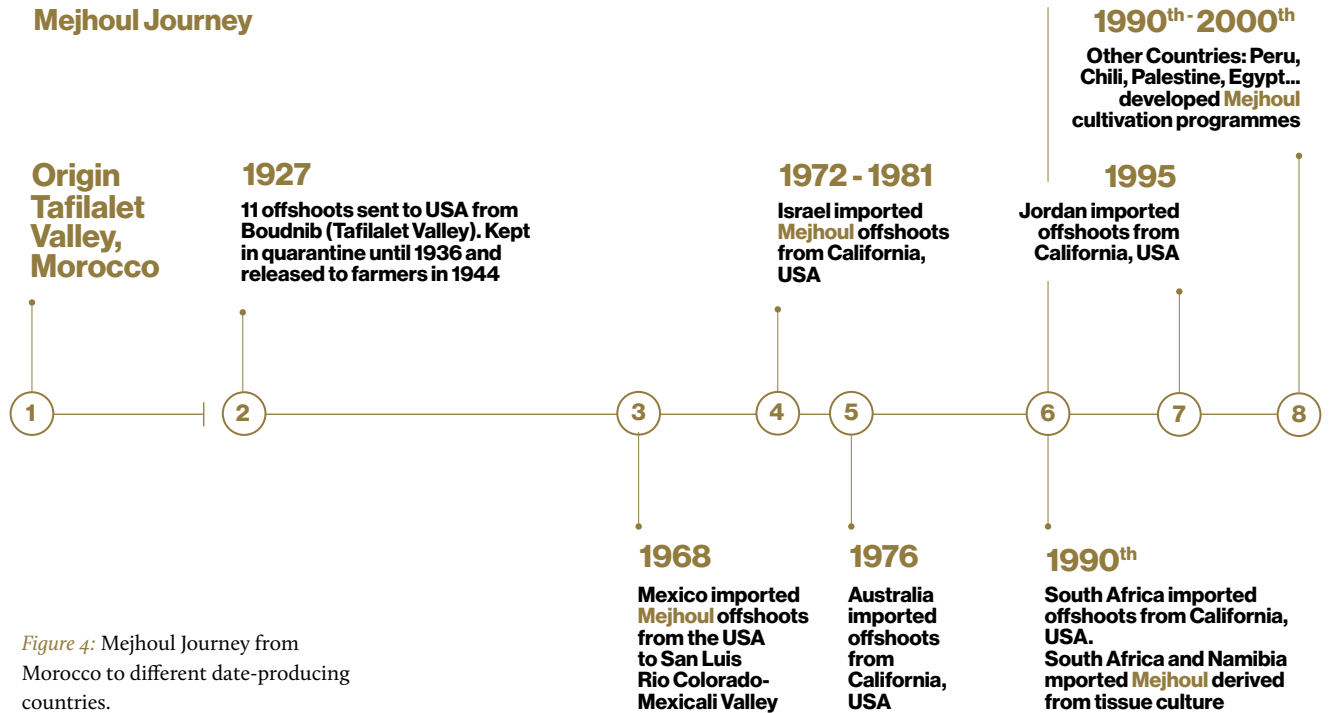 Mejhoul Journey
Origin
Tafilalet
Valley,
Morocco
1927
11 offshoots sent to USA from
Boudnib (Tafilalet Valley). Kept
in quarantine until 1936 and
released to farmers in 1944
1972 - 1981
Israel imported
Mejhoul offshoots
from California,
USA
1995
Jordan imported
offshoots from
California, USA
1990th - 2000th
Other Countries: Peru,
Chili, Palestine, Egypt...
developed Mejhoul
cultivation programmes
1
2
3
4
5
6
7
8
1968
Mexico imported
Mejhoul offshoots
from the USA
to San Luis
Rio Colorado-
Mexicali Valley
1976
Australia
imported
offshoots
from
California,
USA
1990th
South Africa imported
offshoots from California,
USA.
South Africa and Namibia
mported Mejhoul derived
from tissue culture
Figure 4: Mejhoul Journey from
Morocco to different date-producing
countries.